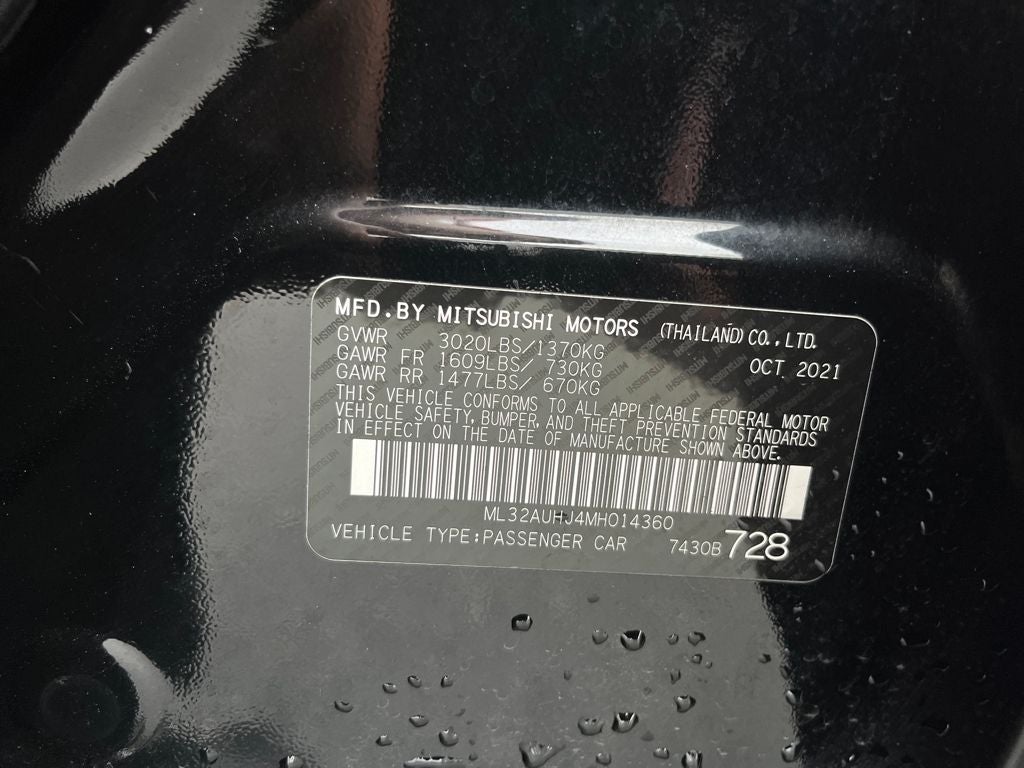 MFD.BY MITSUBISHI MOTORS (THAILAND) CO.,LTD.
GVWR 3020LBS/1370KG OCT 2021
GAWR FR 1609LBS/ 730KG
GAWR RR 1477LBS/ 670KG
THIS VEHICLE CONFORMS TO ALL APPLICABLE FEDERAL MOTOR
VEHICLE SAFETY, BUMPER, AND THEFT PREVENTION STANDARDS
IN EFFECT ON THE DATE OF MANUFACTURE SHOWN ABOVE.
ML32AUHJ4MH014360
VEHICLE TYPE:PASSENGER CAR 7430B728